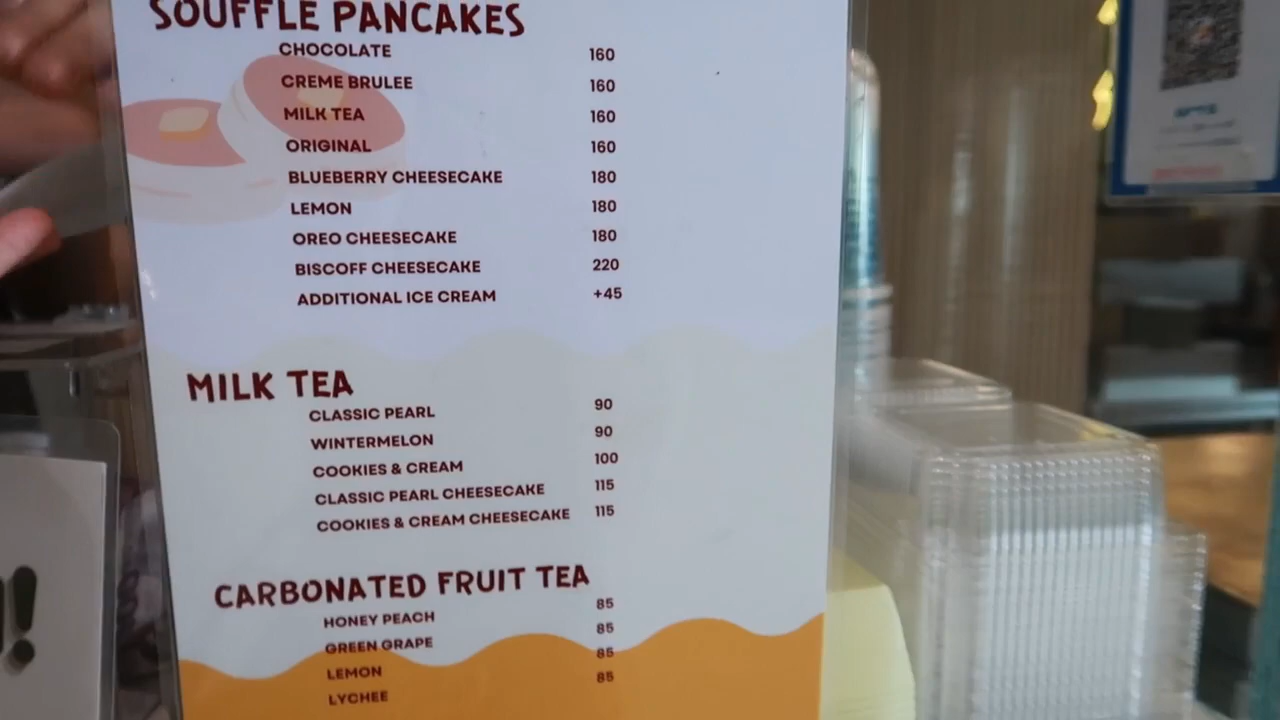 SOUFFLE PANCAKES
CHOCOLATE 160
CREME BRULEE 160
MILK TEA 160
ORIGINAL 160
BLUEBERRY CHEESECAKE 180
LEMON 180
OREO CHEESECAKE 180
BISCOFF CHEESECAKE 220
ADDITIONAL ICE CREAM +45
MILK TEA
CLASSIC PEARL 90
WINTERMELON 90
COOKIES & CREAM 100
CLASSIC PEARL CHEESECAKE 115
COOKIES & CREAM CHEESECAKE 115
CARBONATED FRUIT TEA
HONEY PEACH 85
GREEN GRAPE 85
LEMON 85
LYCHEE 85
!